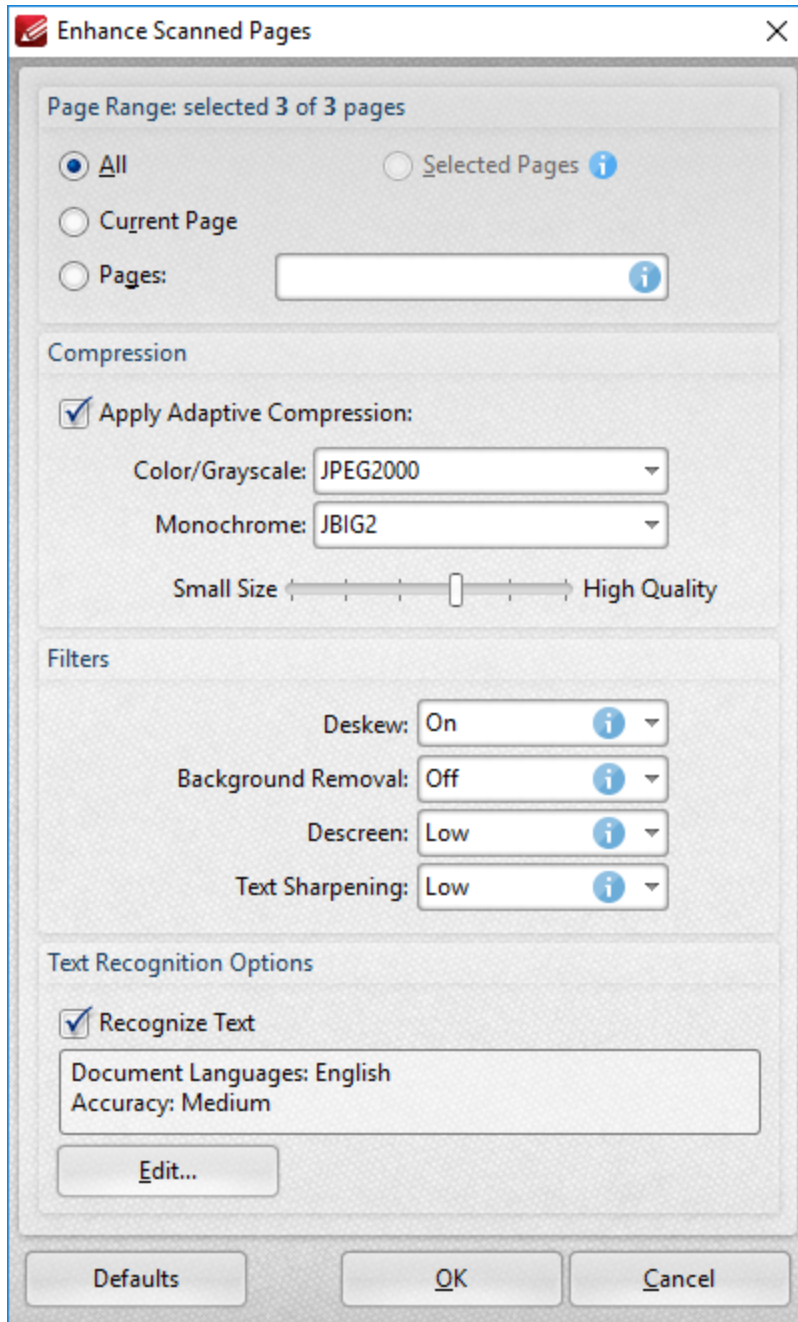 Enhance Scanned Pages
Page Range: selected 3 of 3 pages
All
Selected Pages
Current Page
Pages:
Compression
Apply Adaptive Compression:
Color/Grayscale: JPEG2000
Monochrome: JBIG2
Small Size High Quality
Filters
Deskew: On
Background Removal: Off
Descreen: Low
Text Sharpening: Low
Text Recognition Options
Recognize Text
Document Languages: English
Accuracy: Medium
Edit...
Defaults OK Cancel